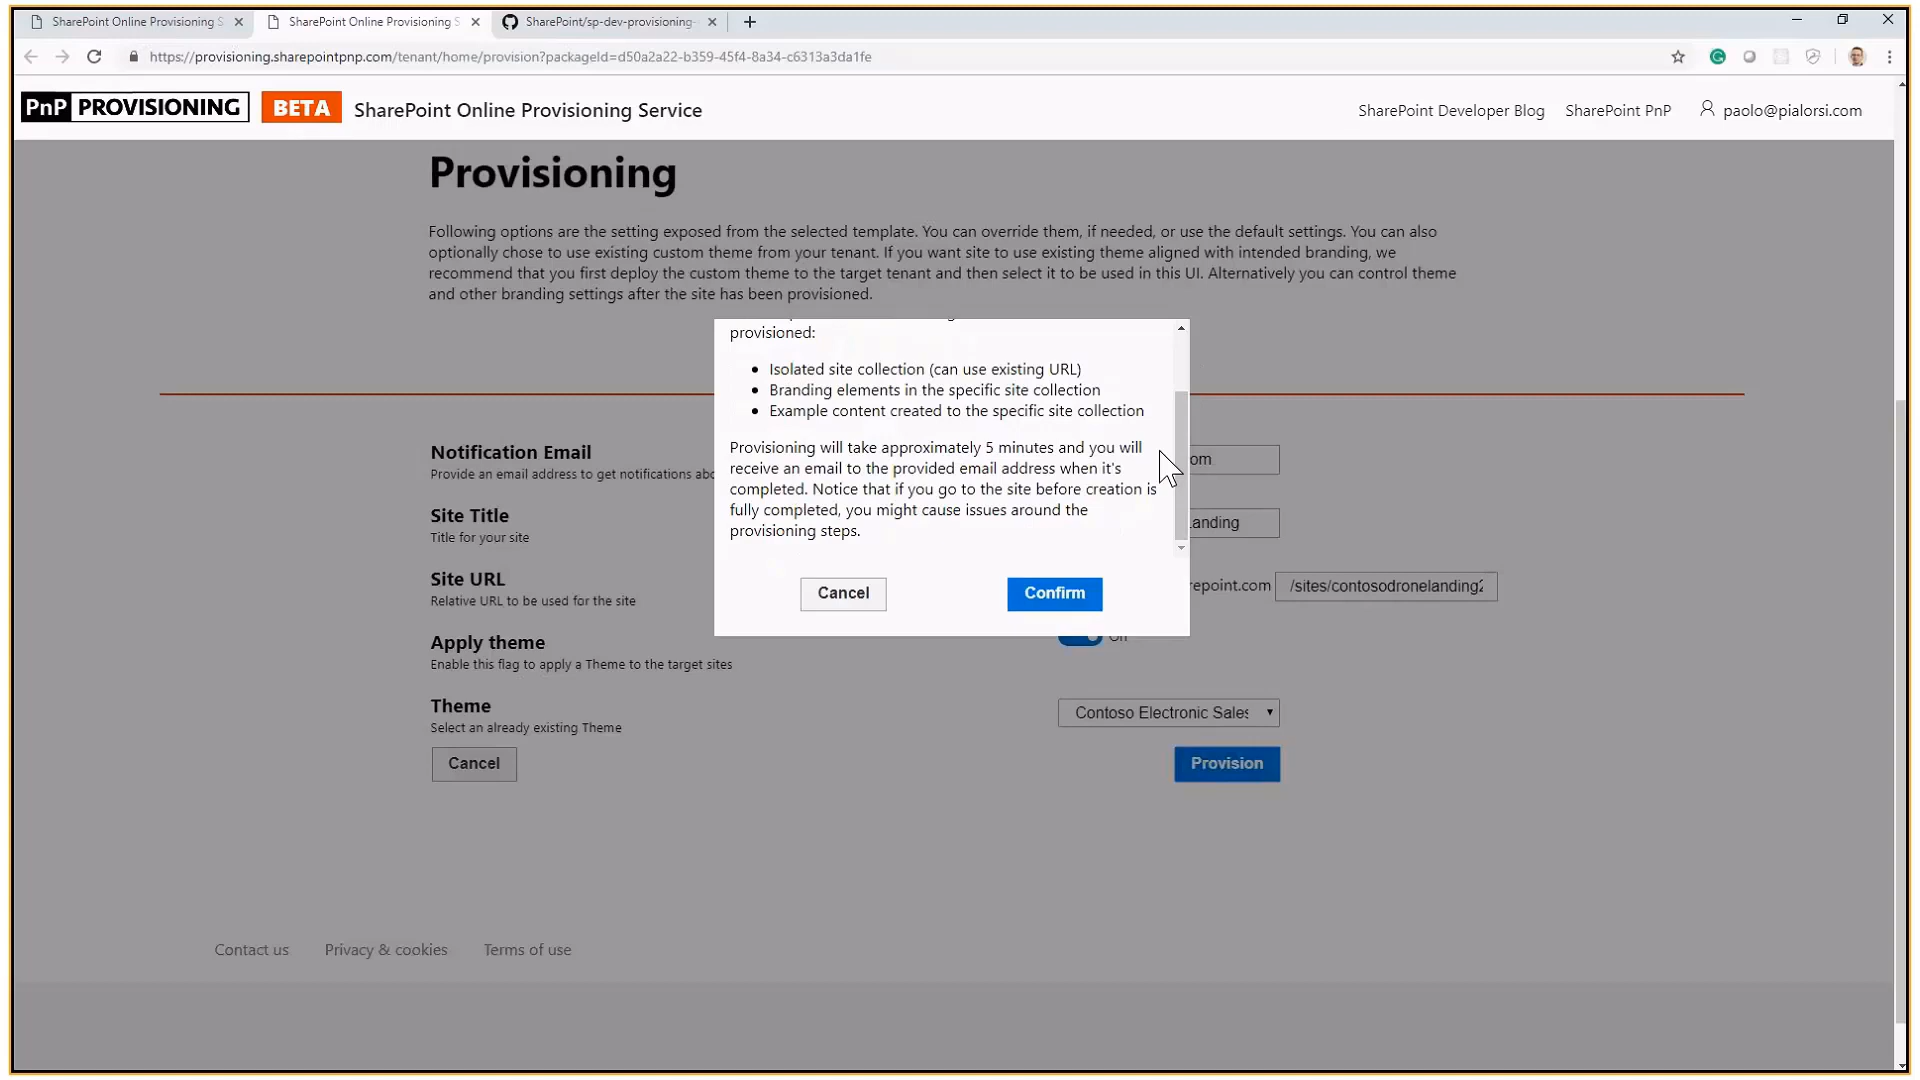 SharePoint Online Provisioning S
SharePoint Online Provisioning S
SharePoint/sp-dev-provisioning-
https://provisioning.sharepointpnp.com/tenant/home/provision?packageId=d50a2a22-b359-45f4-8a34-c6313a3da1fe
PnP PROVISIONING BETA SharePoint Online Provisioning Service
SharePoint Developer Blog SharePoint PnP paolo@pialorsi.com
Provisioning
Following options are the setting exposed from the selected template. You can override them, if needed, or use the default settings. You can also
optionally chose to use existing custom theme from your tenant. If you want site to use existing theme aligned with intended branding, we
recommend that you first deploy the custom theme to the target tenant and then select it to be used in this UI. Alternatively you can control theme
and other branding settings after the site has been provisioned.
provisioned:
• Isolated site collection (can use existing URL)
• Branding elements in the specific site collection
• Example content created to the specific site collection
Provisioning will take approximately 5 minutes and you will
receive an email to the provided email address when it's
completed. Notice that if you go to the site before creation is
fully completed, you might cause issues around the
provisioning steps.
Cancel Confirm
Notification Email
Provide an email address to get notifications abo
om
Site Title
Title for your site
anding
Site URL
Relative URL to be used for the site
repoint.com /sites/contosodronelanding2
Apply theme
Enable this flag to apply a Theme to the target sites
On
Theme
Select an already existing Theme
Contoso Electronic Sales
Cancel Provision
Contact us Privacy & cookies Terms of use